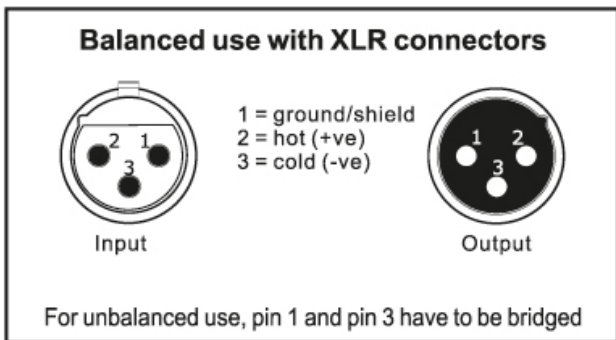 Balanced use with XLR connectors
1 = ground/shield
2 = hot (+ve)
3 = cold (-ve)
2 1
3
1 2
3
Input
Output
For unbalanced use, pin 1 and pin 3 have to be bridged